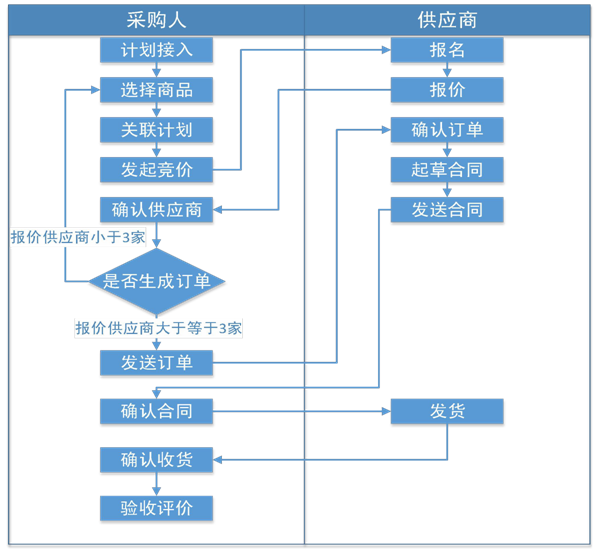 采购人
供应商
计划接入
报名
选择商品
报价
关联计划
确认订单
发起竞价
起草合同
确认供应商
发送合同
报价供应商小于3家
是否生成订单
报价供应商大于等于3家
发送订单
确认合同
发货
确认收货
验收评价